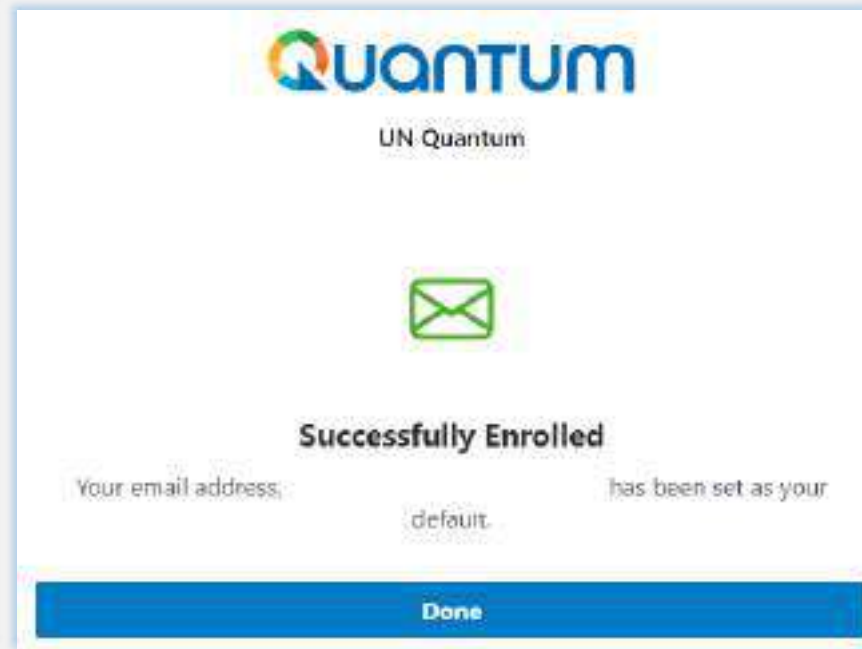 QUANTUM
UN Quantum
Successfully Enrolled
Your email address, has been set as your
default.
Done